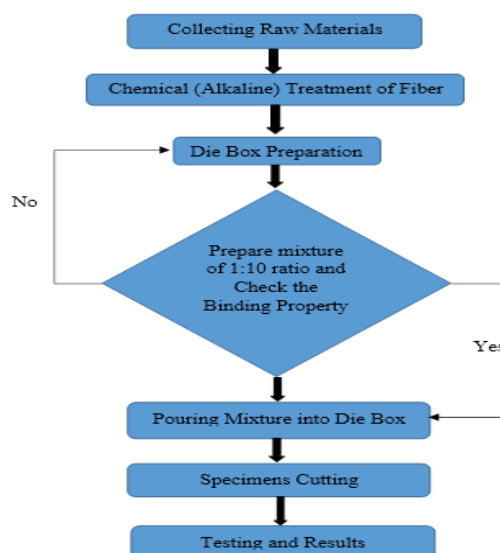 Collecting Raw Materials
Chemical (Alkaline) Treatment of Fiber
Die Box Preparation
No
Prepare mixture
of 1:10 ratio and
Check the
Binding Property
Yes
Pouring Mixture into Die Box
Specimens Cutting
Testing and Results